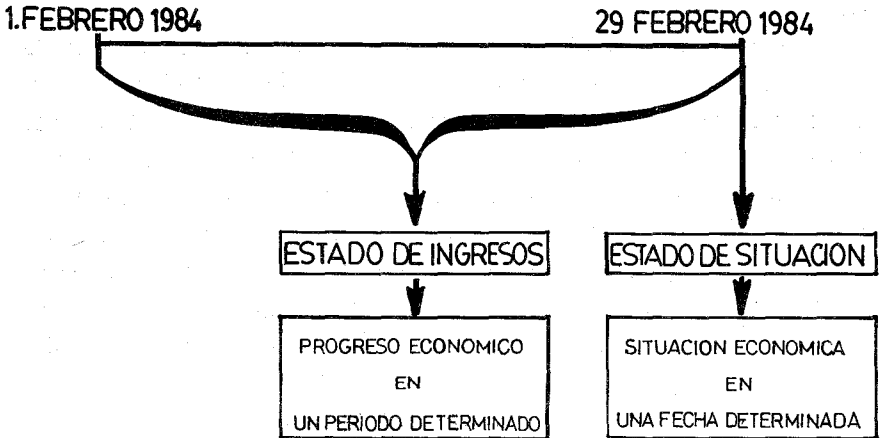 1.FEBRERO 1984
29 FEBRERO 1984
ESTADO DE INGRESOS
ESTADO DE SITUACION
PROGRESO ECONOMICO
EN
UN PERIODO DETERMINADO
SITUACION ECONOMICA
EN
UNA FECHA DETERMINADA